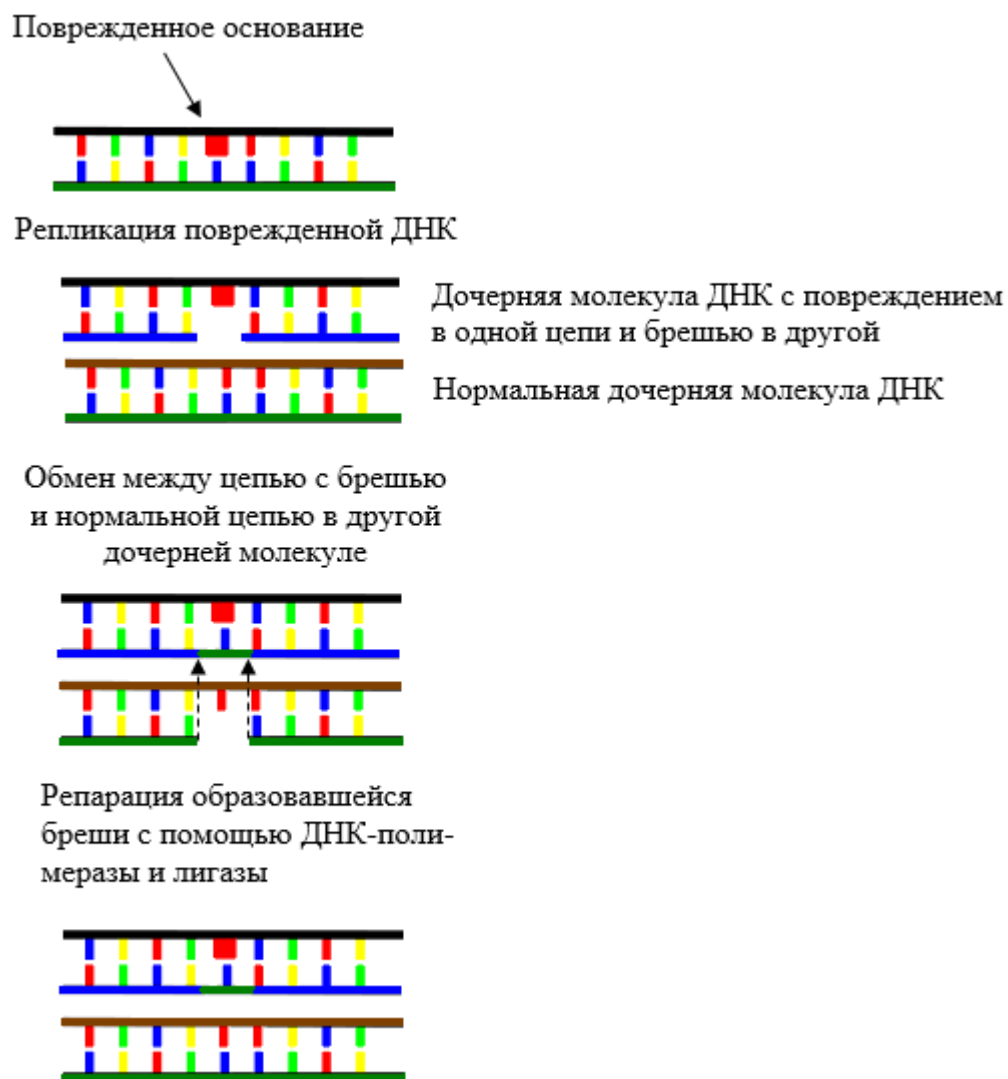 Поврежденное основание
Репликация поврежденной ДНК
Дочерняя молекула ДНК с повреждением
в одной цепи и брешью в другой
Нормальная дочерняя молекула ДНК
Обмен между цепью с брешью
и нормальной цепью в другой
дочерней молекуле
Репарация образовавшейся
бреши с помощью ДНК-поли-
меразы и лигазы